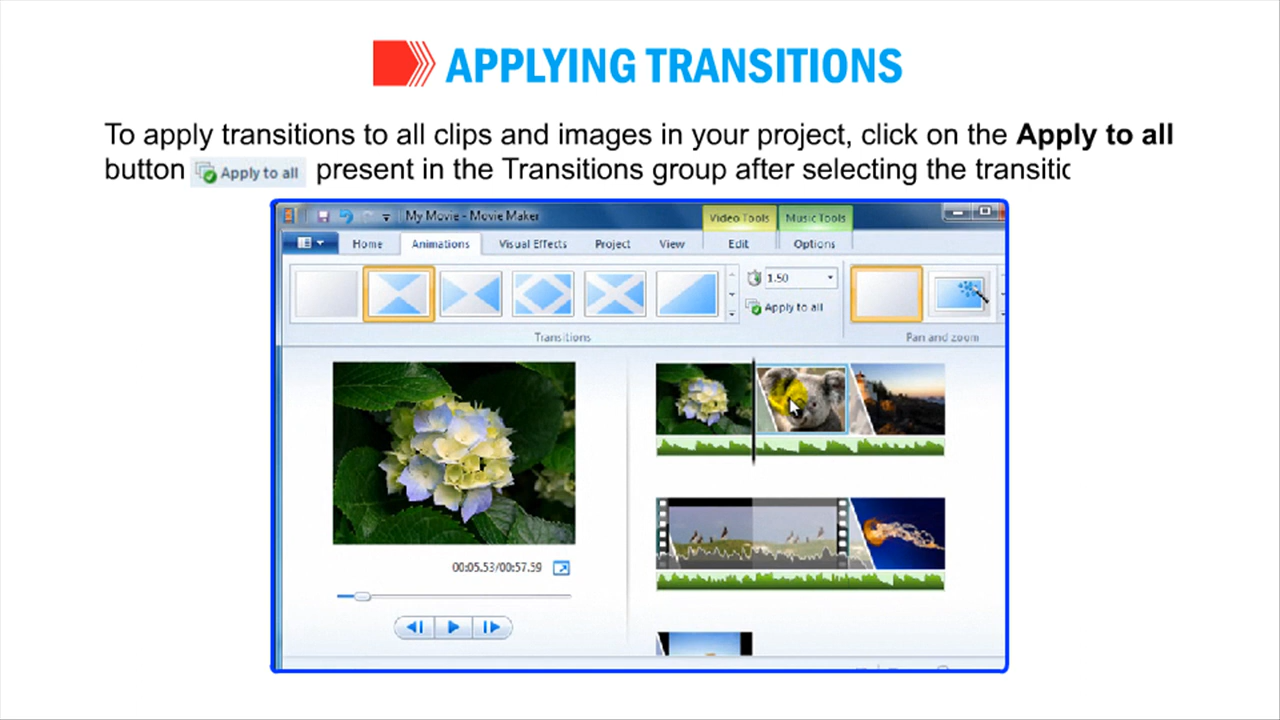 APPLYING TRANSITIONS
To apply transitions to all clips and images in your project, click on the Apply to all
button Apply to all present in the Transitions group after selecting the
My Movie - Movie Maker
Video Tools Music Tools
Home Animations Visual Effects Project View Edit Options
1.50
Apply to all
Transitions Pan and zoom
00:05.53/00:57.59